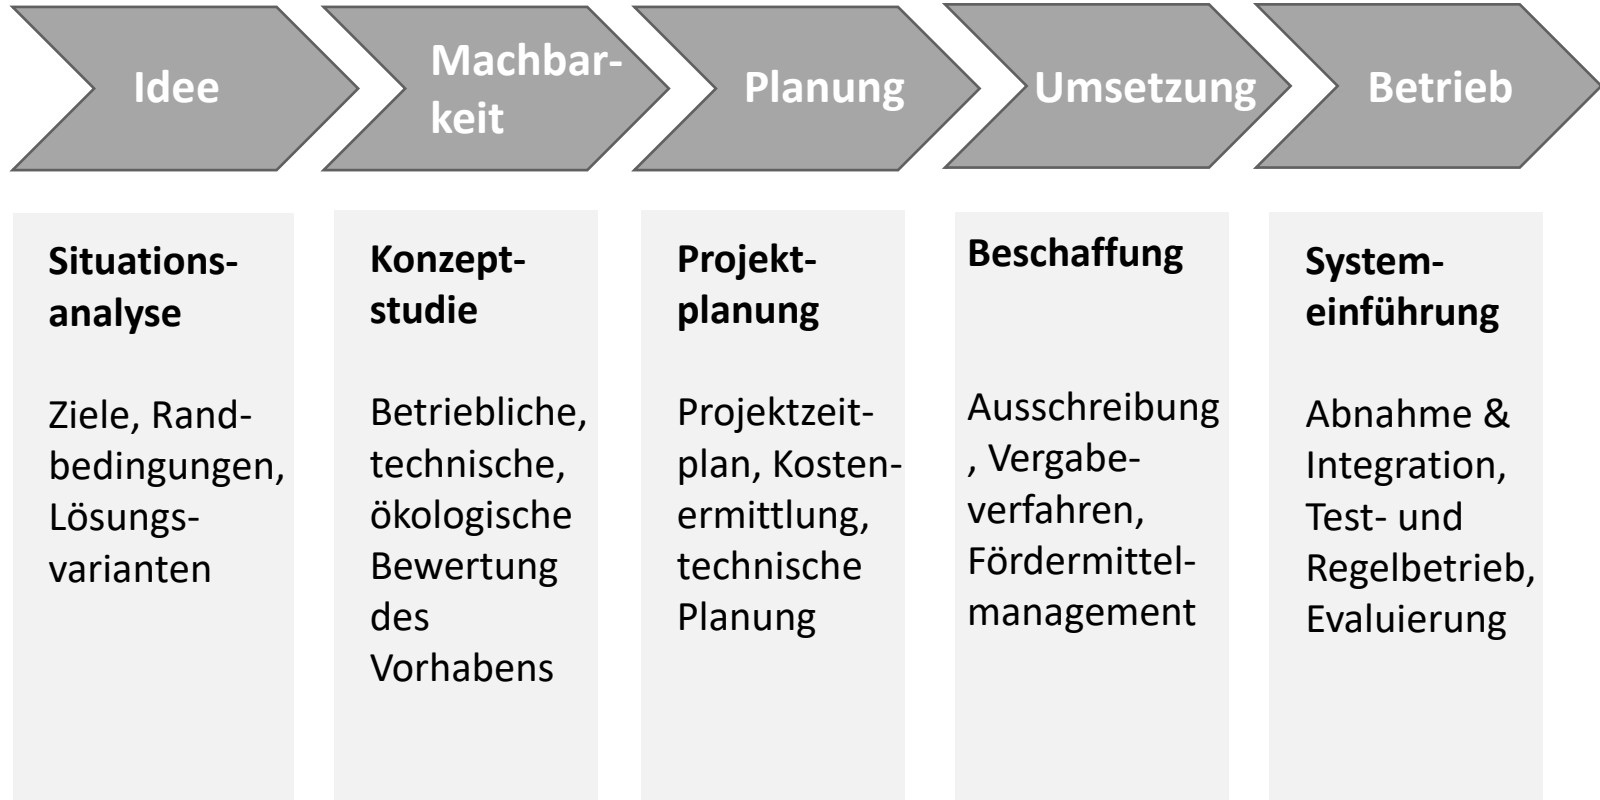 Idee
Machbar-
keit
Planung
Umsetzung
Betrieb
Situations-
analyse
Ziele, Rand-
bedingungen,
Lösungs-
varianten
Konzept-
studie
Betriebliche,
technische,
ökologische
Bewertung
des
Vorhabens
Projekt-
planung
Projektzeit-
plan, Kosten-
ermittlung,
technische
Planung
Beschaffung
Ausschreibung
, Vergabe-
verfahren,
Fördermittel-
management
System-
einführung
Abnahme &
Integration,
Test- und
Regelbetrieb,
Evaluierung